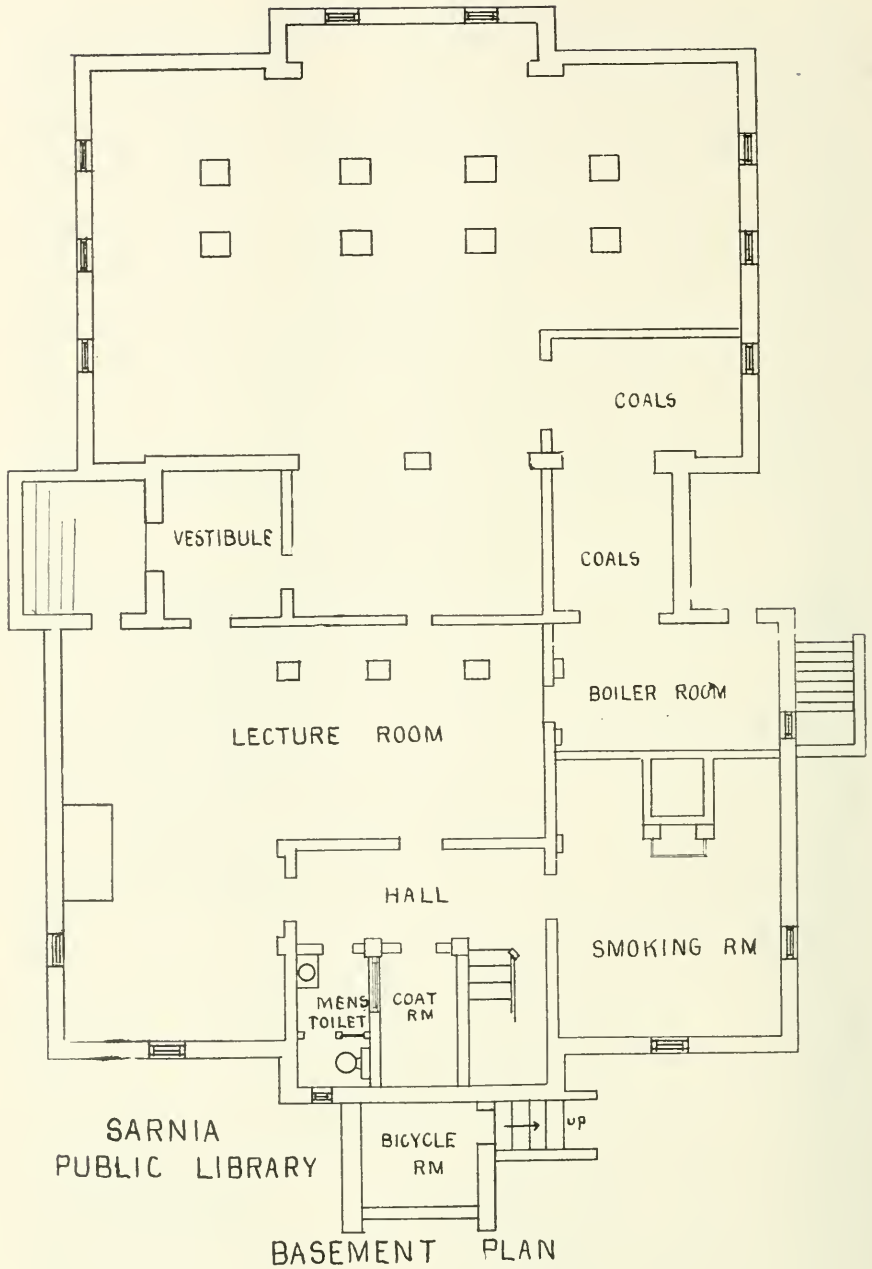 COALS
VESTIBULE
COALS
BOILER ROOM
LECTURE ROOM
HALL
SMOKING RM
MENS
TOILET
COAT
RM
UP
BICYCLE
RM
SARNIA
PUBLIC LIBRARY
BASEMENT PLAN